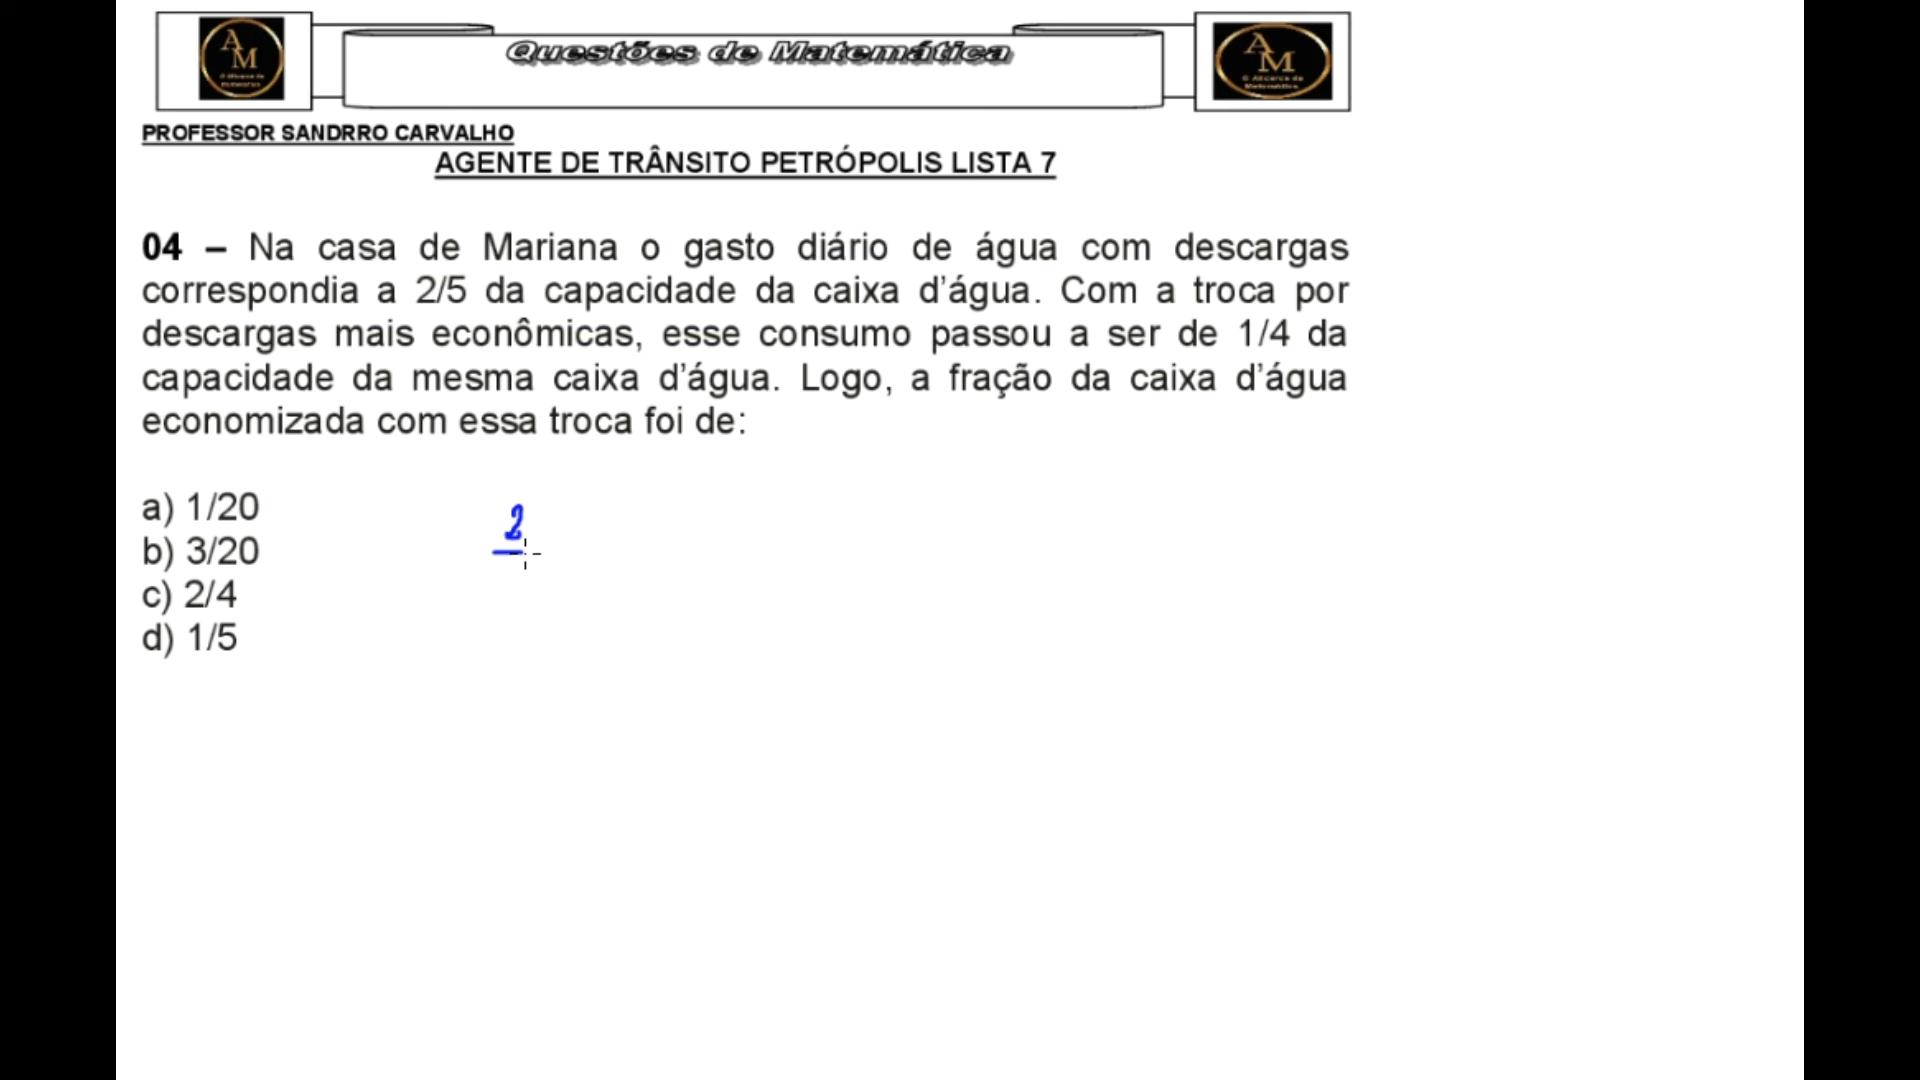 A
M
A
M
Questões de Matemática
PROFESSOR SANDRRO CARVALHO
AGENTE DE TRÂNSITO PETRÓPOLIS LISTA 7
04 – Na casa de Mariana o gasto diário de água com descargas
correspondia a 2/5 da capacidade da caixa d’água. Com a troca por
descargas mais econômicas, esse consumo passou a ser de 1/4 da
capacidade da mesma caixa d’água. Logo, a fração da caixa d’água
economizada com essa troca foi de:
a) 1/20
b) 3/20
c) 2/4
d) 1/5
2